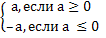 а, если а ≥ 0
−а, если а ≤ 0